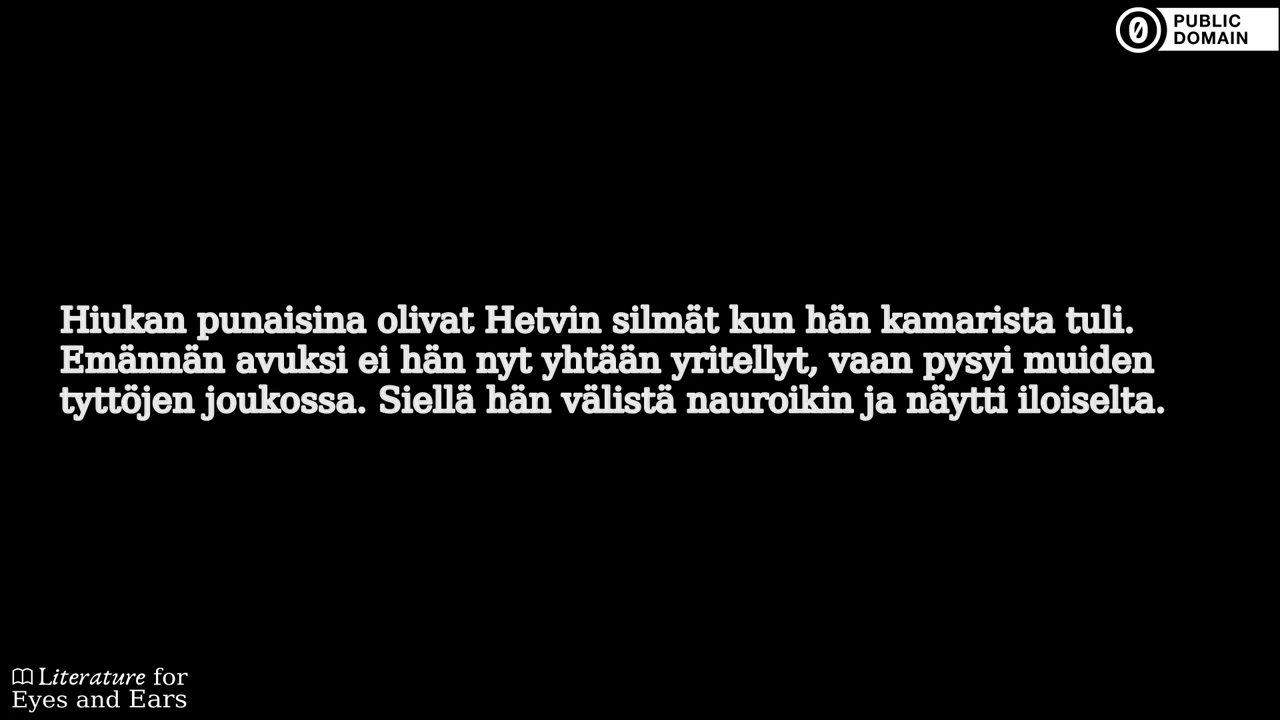 PUBLIC
DOMAIN
Hiukan punaisina olivat Hetvin silmät kun hän kamarista tuli.
Emännän avuksi ei hän nyt yhtään yritellyt, vaan pysyi muiden
tyttöjen joukossa. Siellä hän välistä nauroikin ja näytti iloiselta.
Literature for
Eyes and Ears